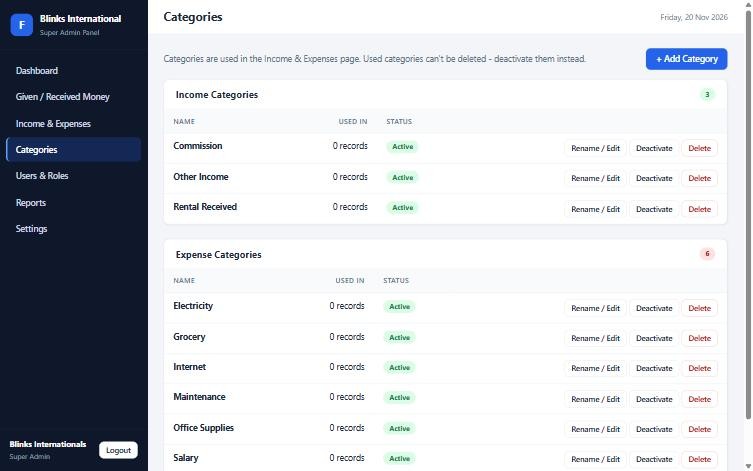 F
Blinks International
Super Admin Panel
Dashboard
Given / Received Money
Income & Expenses
Categories
Users & Roles
Reports
Settings
Blinks Internationals
Super Admin
Logout
Categories
Friday, 20 Nov 2026
Categories are used in the Income & Expenses page. Used categories can't be deleted - deactivate them instead.
+ Add Category
Income Categories 3
NAME USED IN STATUS
Commission 0 records Active Rename / Edit Deactivate Delete
Other Income 0 records Active Rename / Edit Deactivate Delete
Rental Received 0 records Active Rename / Edit Deactivate Delete
Expense Categories 6
NAME USED IN STATUS
Electricity 0 records Active Rename / Edit Deactivate Delete
Grocery 0 records Active Rename / Edit Deactivate Delete
Internet 0 records Active Rename / Edit Deactivate Delete
Maintenance 0 records Active Rename / Edit Deactivate Delete
Office Supplies 0 records Active Rename / Edit Deactivate Delete
Salary 0 records Active Rename / Edit Deactivate Delete